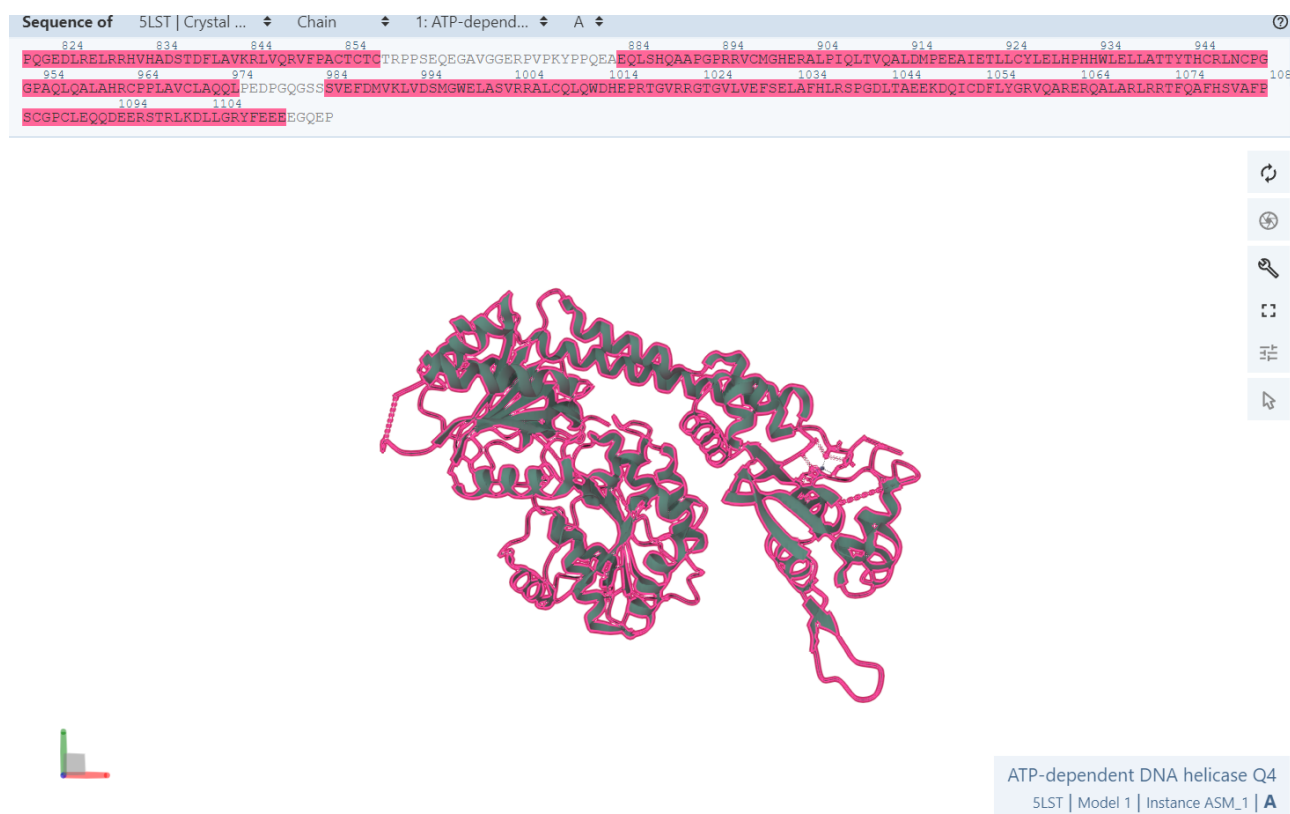 Sequence of 5LST | Crystal ... Chain 1: ATP-depend... A
824 834 844 854 884 894 904 914 924 934 944
PQGEDLRELRRHVHADSTDFLAVKRLVQRVFPACTCTCTRPPSEQEGAVGGERPVPKYPPQEAEQLSHQAAPGPRRVCMGHERALPIQLTVQALDMPEEAIETLLCYLELHPHHWLELLATTYTHCRLNCPG
954 964 974 984 994 1004 1014 1024 1034 1044 1054 1064 1074 108
GPAQLQALAHRCPPLAVCLAQQLPEDPGQGSSSVEFDMVKLVDSMGWELASVRRALCQLQWDHEPRTGVRRGTGVLVEFSELAFHLRSPGDLTAEEKDQICDFLYGRVQARERQALARLRRTFQAFHSVAFP
1094 1104
SCGPCLEQQDEERSTRLKDLLGRYFEEEEGQEP
ATP-dependent DNA helicase Q4
5LST | Model 1 | Instance ASM_1 | A